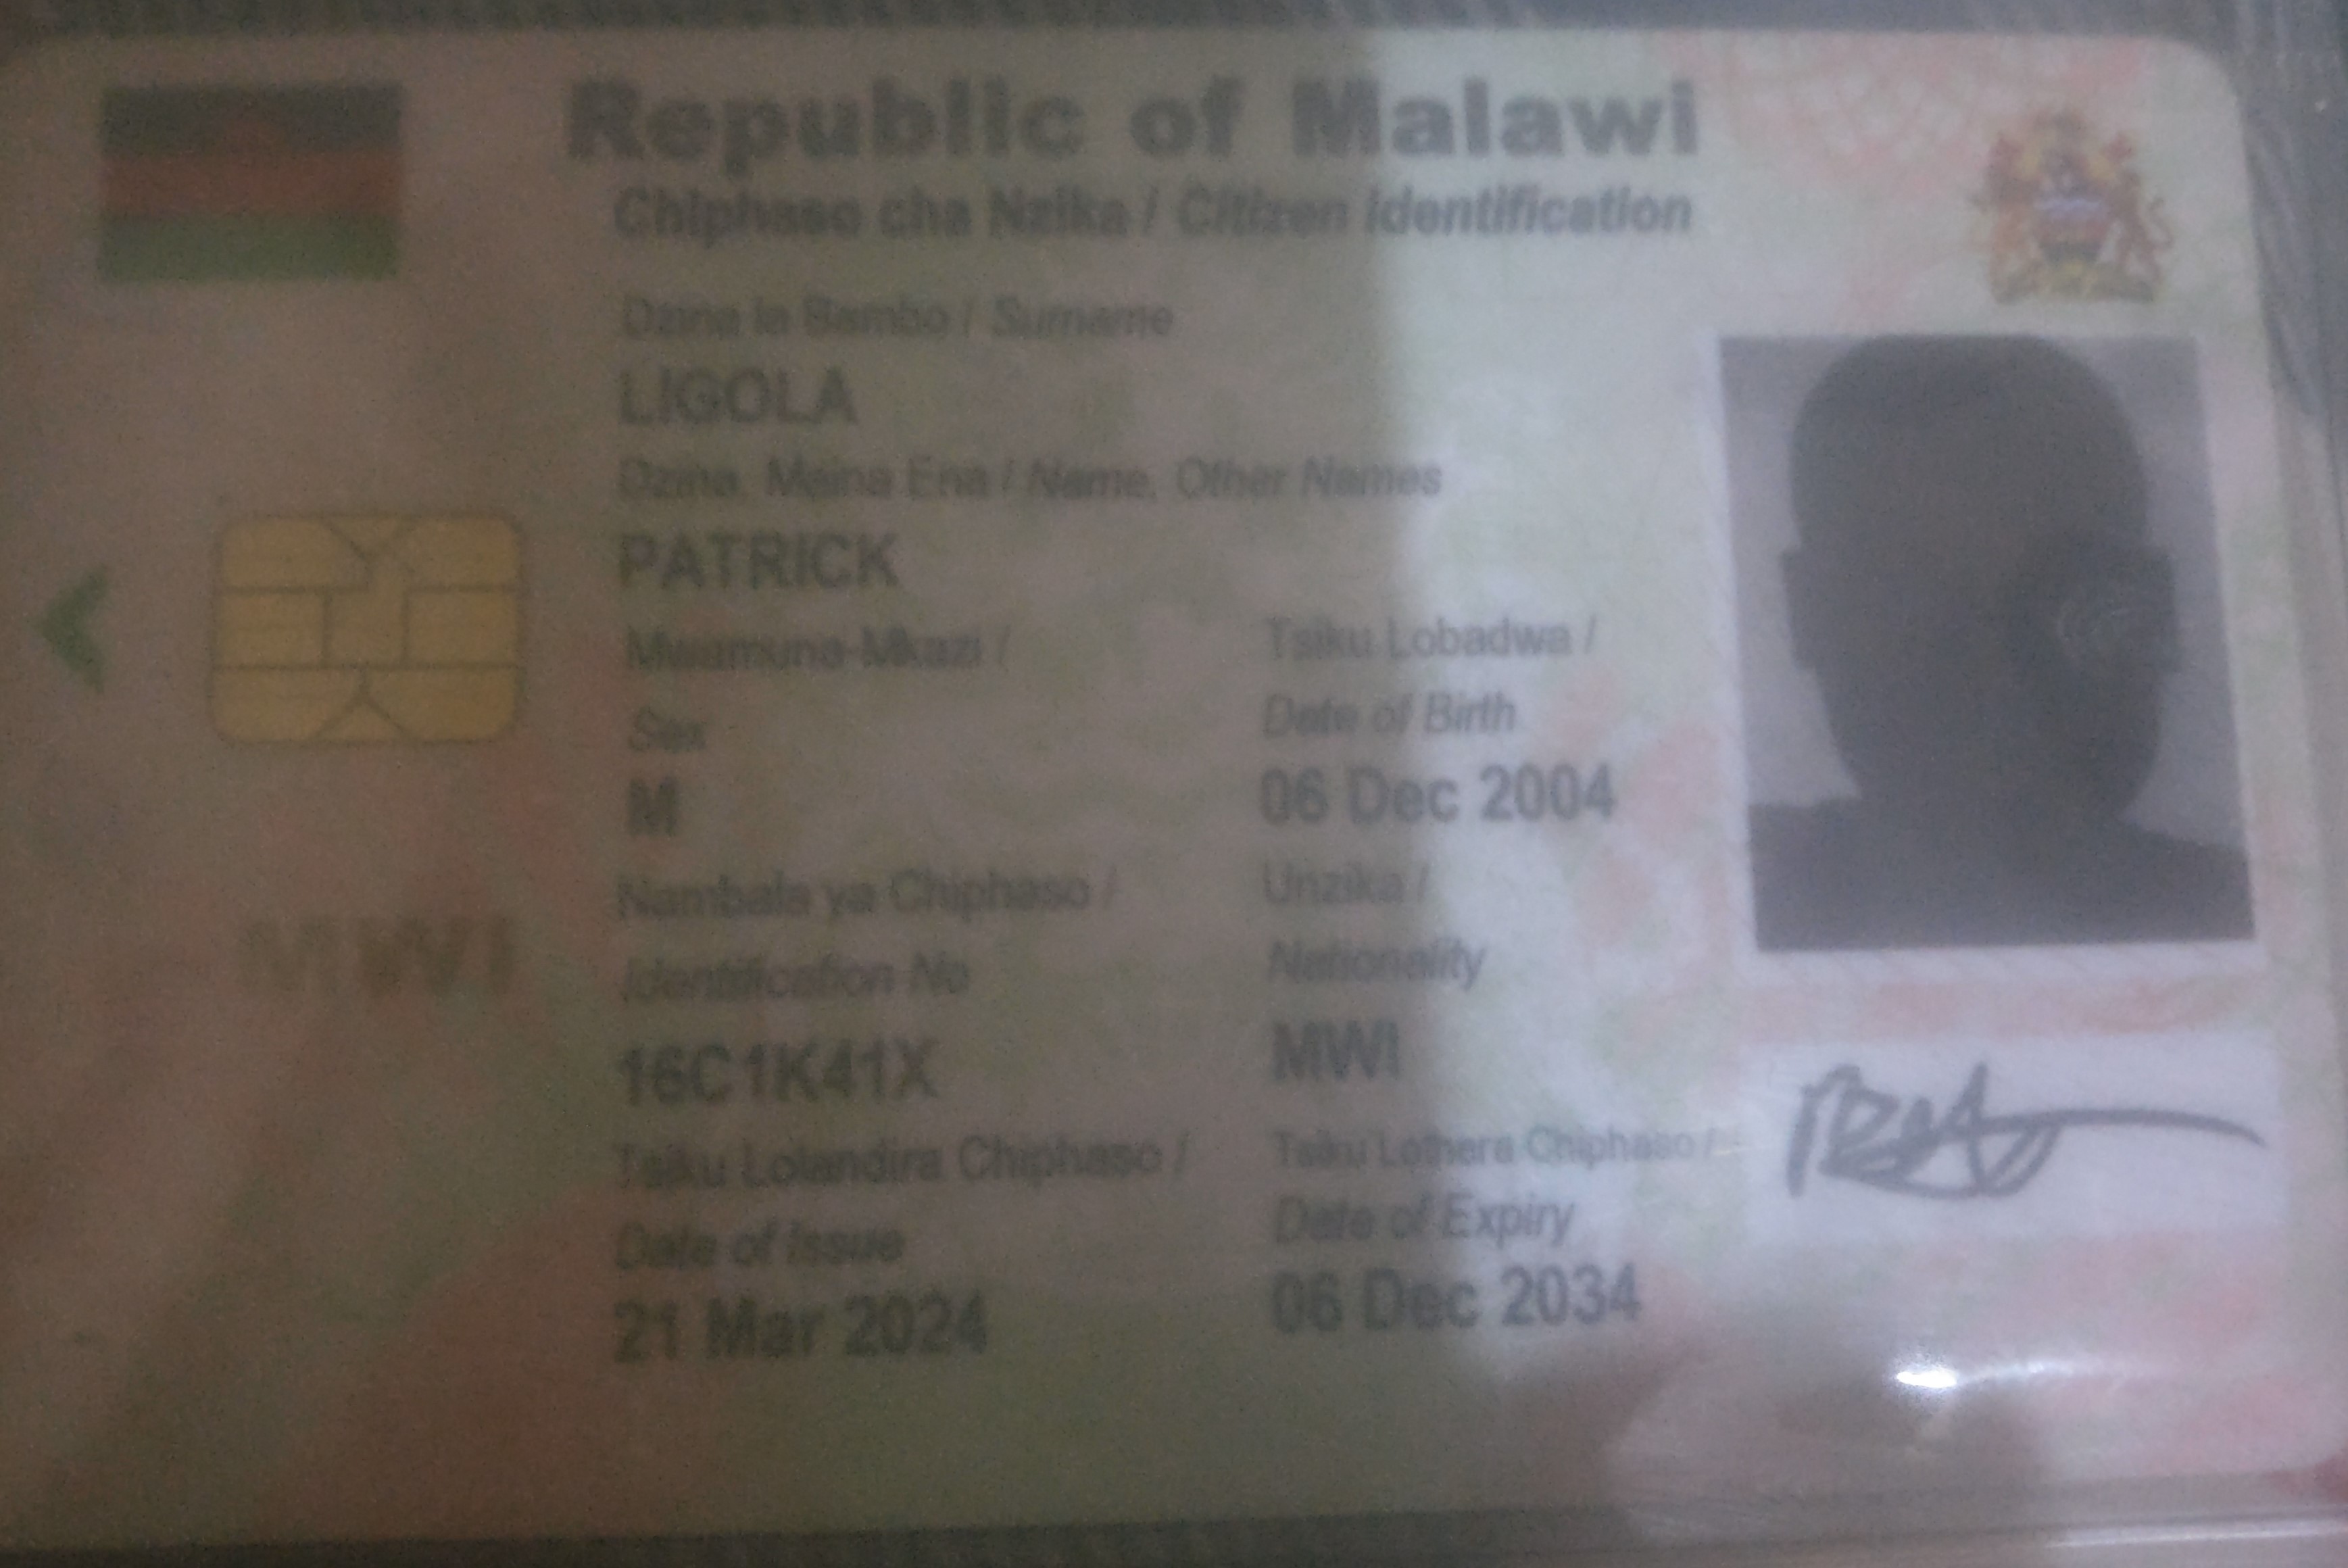 Republic of Malawi
Chiphaso cha Nzika / Citizen Identification
Dzina la Bambo / Surname
LIGOLA
Dzina, Maina Ena / Name, Other Names
PATRICK
Mwamuna-Mkazi /
Sex
M
Tsiku Lobadwa /
Date of Birth
06 Dec 2004
Nambala ya Chiphaso /
Identification No
16C1K41X
Unzika /
Nationality
MWI
Tsiku Lolandira Chiphaso /
Date of Issue
21 Mar 2024
Tsiku Lothera Chiphaso /
Date of Expiry
06 Dec 2034
MWI